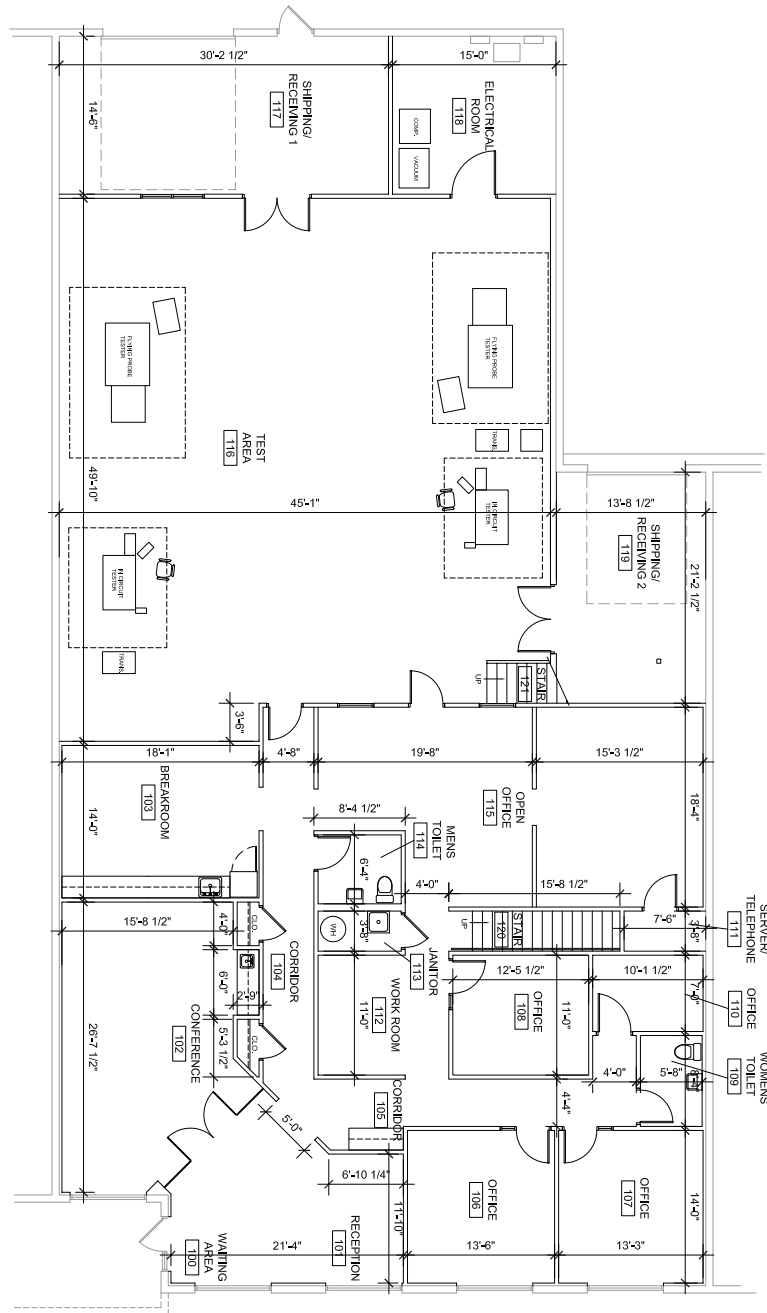 30'-2 1/2"
15'-0"
14'-6"
SHIPPING/
RECEIVING 1
117
ELECTRICAL
ROOM
118
COMP.
VACUUM
FLYING PROBE
TESTER
FLYING PROBE
TESTER
TRANS.
TEST
AREA
116
49'-10"
45'-1"
13'-8 1/2"
SHIPPING/
RECEIVING 2
119
21'-2 1/2"
IN CIRCUIT
TESTER
IN CIRCUIT
TESTER
TRANS.
STAIR
121
UP
3'-6"
18'-1"
4'-8"
19'-8"
15'-3 1/2"
BREAKROOM
103
14'-0"
OPEN
OFFICE
115
18'-4"
8'-4 1/2"
MENS
TOILET
114
6'-4"
4'-0"
15'-8 1/2"
SERVER/
TELEPHONE
111
7'-6"
3'-8"
15'-8 1/2"
4'-0"
CLO.
CORRIDOR
104
WH
3'-8"
JANITOR
113
UP
STAIR
120
6'-0"
2'-9"
WORK ROOM
112
11'-0"
12'-5 1/2"
OFFICE
108
11'-0"
10'-1 1/2"
7'-0"
OFFICE
110
CONFERENCE
102
5'-3 1/2"
CLO.
26'-7 1/2"
WOMENS
TOILET
109
4'-0"
5'-8"
4'-4"
CORRIDOR
105
5'-0"
6'-10 1/4"
11'-10"
OFFICE
106
OFFICE
107
14'-0"
WAITING
AREA
100
21'-4"
RECEPTION
101
13'-6"
13'-3"